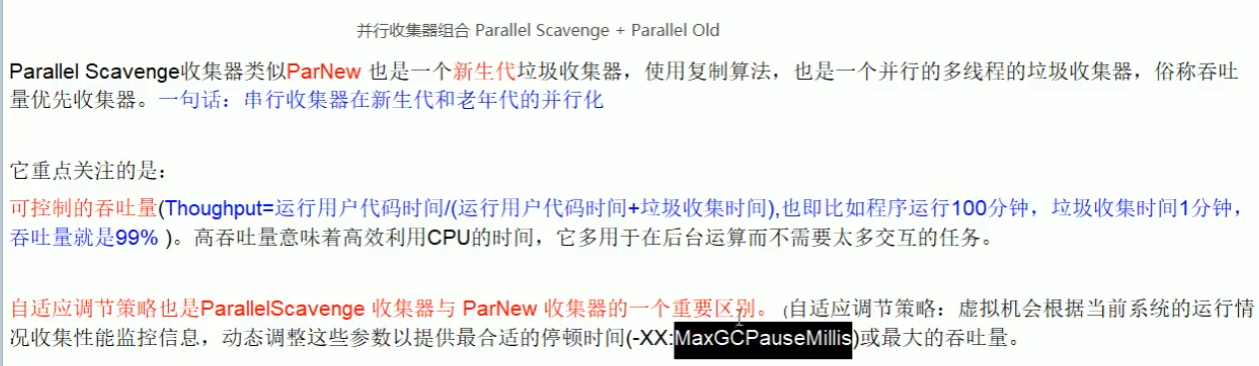 并行收集器组合 Parallel Scavenge + Parallel Old
Parallel Scavenge收集器类似ParNew 也是一个新生代垃圾收集器，使用复制算法，也是一个并行的多线程的垃圾收集器，俗称吞吐
量优先收集器。一句话：串行收集器在新生代和老年代的并行化
它重点关注的是：
可控制的吞吐量(Thoughput=运行用户代码时间/(运行用户代码时间+垃圾收集时间),也即比如程序运行100分钟，垃圾收集时间1分钟，
吞吐量就是99% )。高吞吐量意味着高效利用CPU的时间，它多用于在后台运算而不需要太多交互的任务。
自适应调节策略也是ParallelScavenge 收集器与 ParNew 收集器的一个重要区别。(自适应调节策略：虚拟机会根据当前系统的运行情
况收集性能监控信息，动态调整这些参数以提供最合适的停顿时间(-XX:MaxGCPauseMillis)或最大的吞吐量。